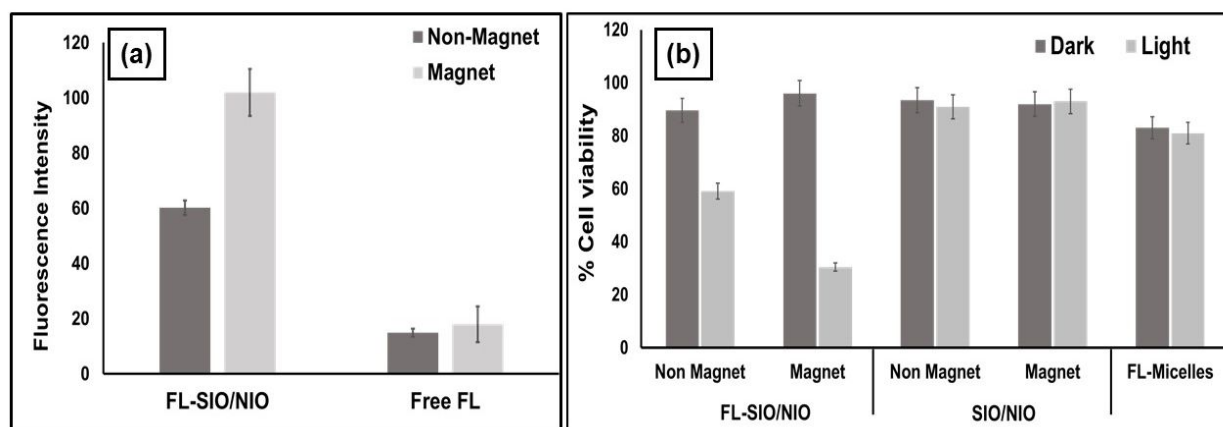 (a)
Non-Magnet
Magnet
Fluorescence Intensity
120
100
80
60
40
20
0
FL-SIO/NIO
Free FL
(b)
Dark
Light
% Cell viability
120
100
80
60
40
20
0
Non Magnet
Magnet
Non Magnet
Magnet
FL-Micelles
FL-SIO/NIO
SIO/NIO